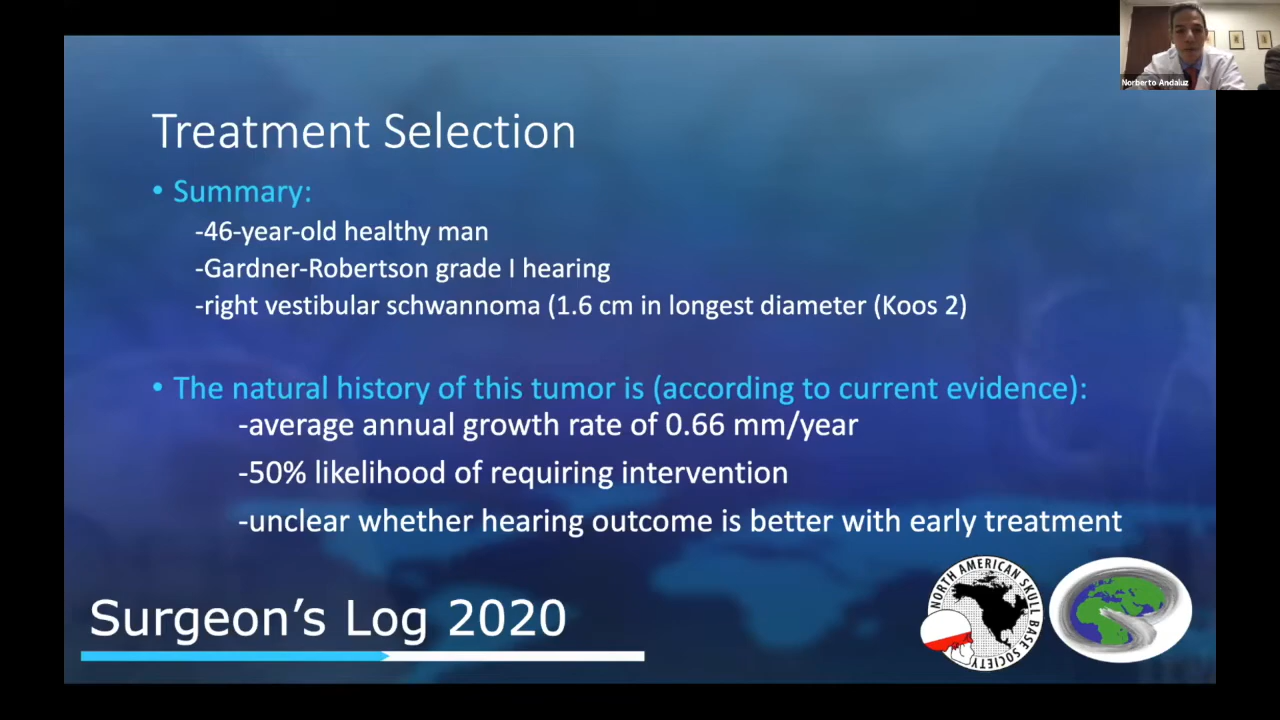 Norberto Andaluz
Treatment Selection
• Summary:
-46-year-old healthy man
-Gardner-Robertson grade I hearing
-right vestibular schwannoma (1.6 cm in longest diameter (Koos 2)
• The natural history of this tumor is (according to current evidence):
-average annual growth rate of 0.66 mm/year
-50% likelihood of requiring intervention
-unclear whether hearing outcome is better with early treatment
Surgeon’s Log 2020
NORTH AMERICAN SKULL BASE SOCIETY